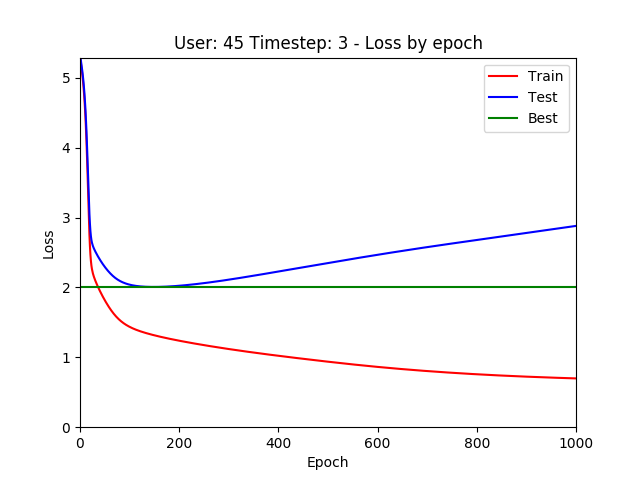 User: 45 Timestep: 3 - Loss by epoch
Train
Test
Best
5
4
3
2
1
0
Loss
0 200 400 600 800 1000
Epoch